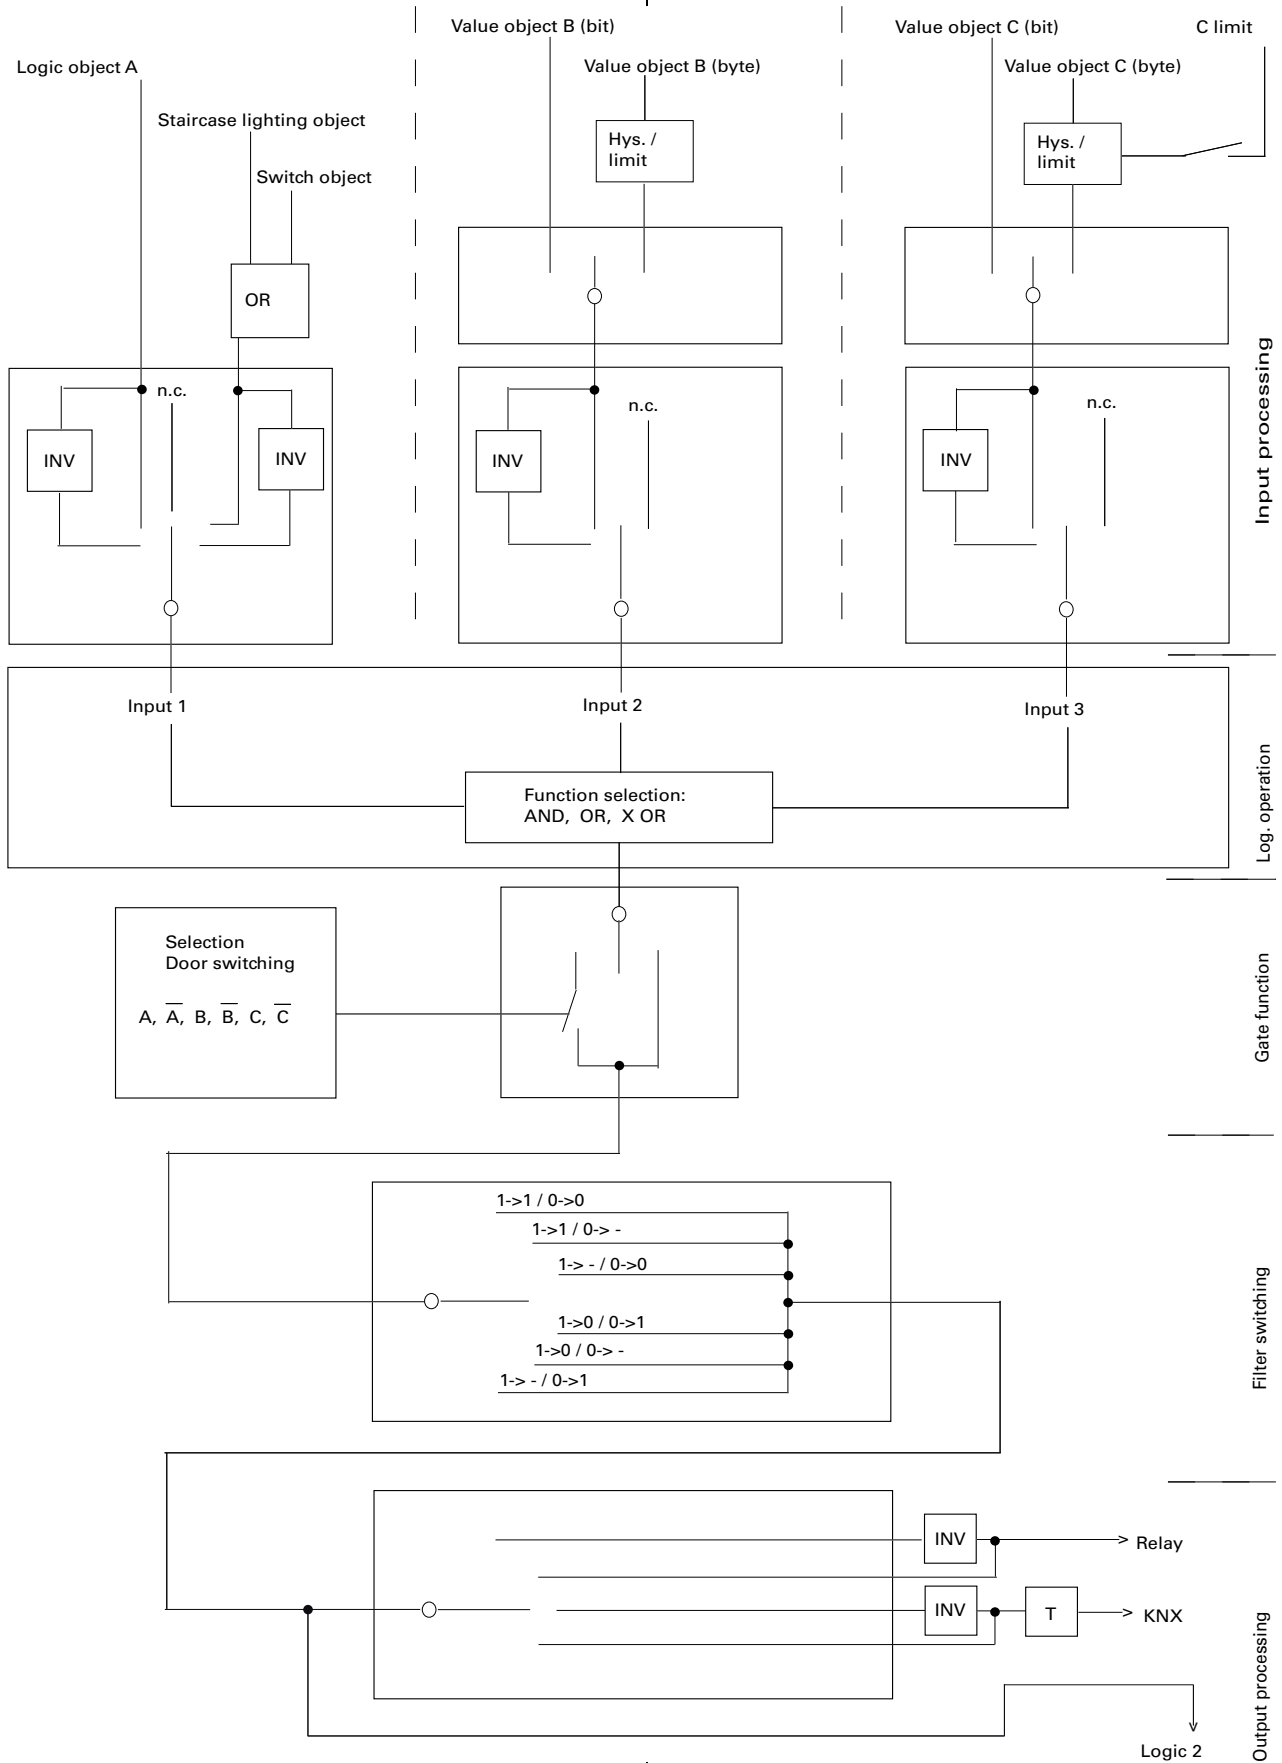 Value object B (bit)
Value object C (bit)
C limit
Logic object A
Value object B (byte)
Value object C (byte)
Staircase lighting object
Hys. /
limit
Hys. /
limit
Switch object
OR
Input processing
n.c.
n.c.
n.c.
INV
INV
INV
INV
Input 1
Input 2
Input 3
Function selection:
AND, OR, X OR
Log. operation
Selection
Door switching
A, A̅, B, B̅, C, C̅
Gate function
1->1 / 0->0
1->1 / 0-> -
1-> - / 0->0
1->0 / 0->1
1->0 / 0-> -
1-> - / 0->1
Filter switching
INV
Relay
INV
T
KNX
Output processing
Logic 2